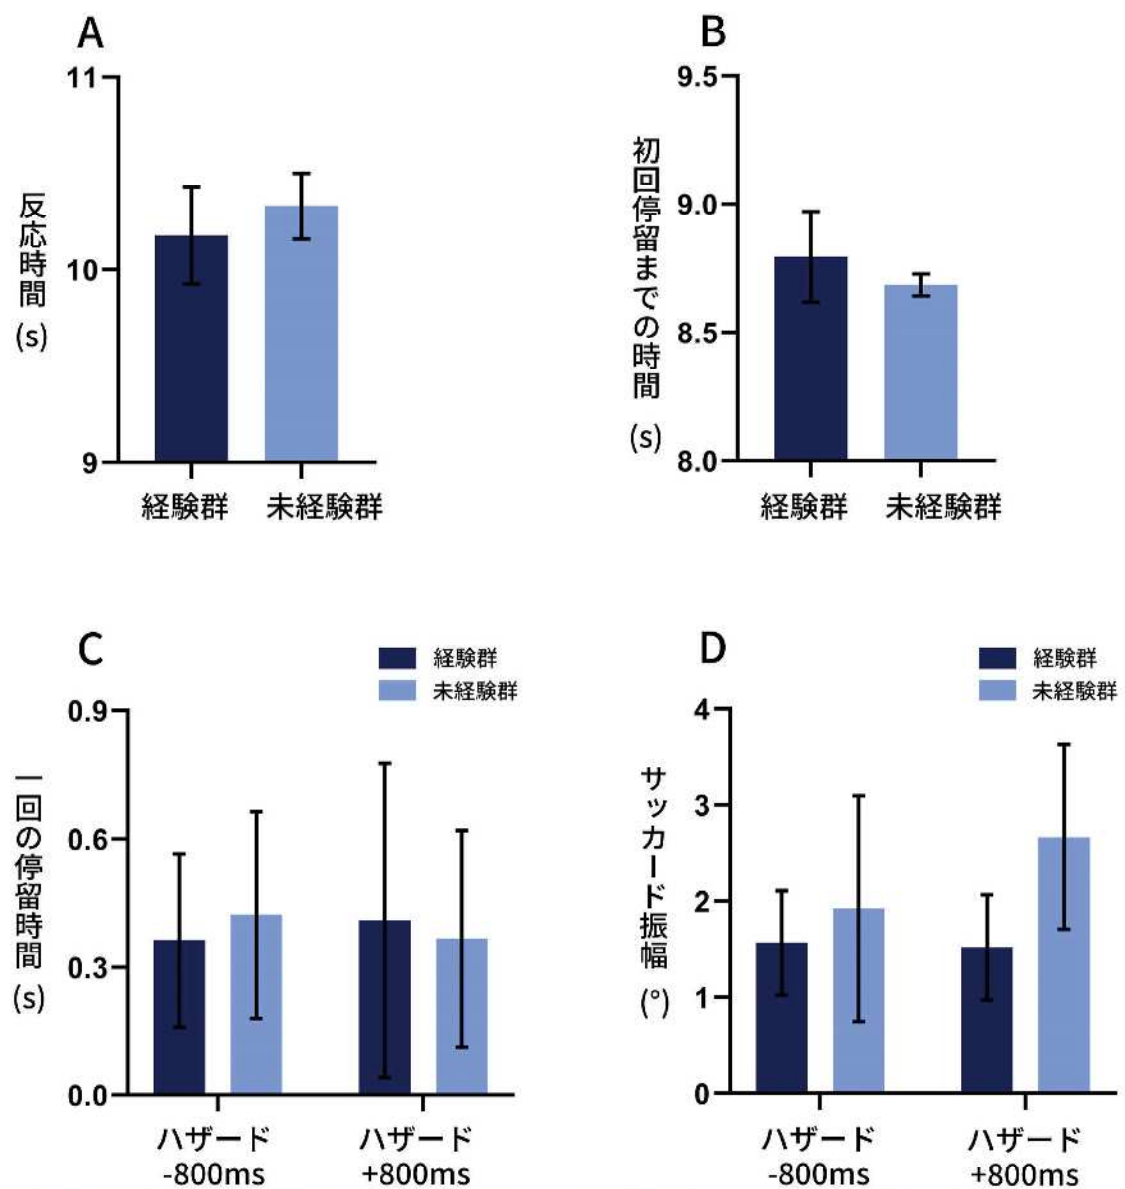 A
11
10
9
反応時間
(s)
経験群
未経験群
B
9.5
9.0
8.5
8.0
初回停留までの時間
(s)
経験群
未経験群
C
経験群
未経験群
0.9
0.6
0.3
0.0
一回の停留時間
(s)
ハザード
-800ms
ハザード
+800ms
D
経験群
未経験群
4
3
2
1
0
サッカード振幅
(°)
ハザード
-800ms
ハザード
+800ms